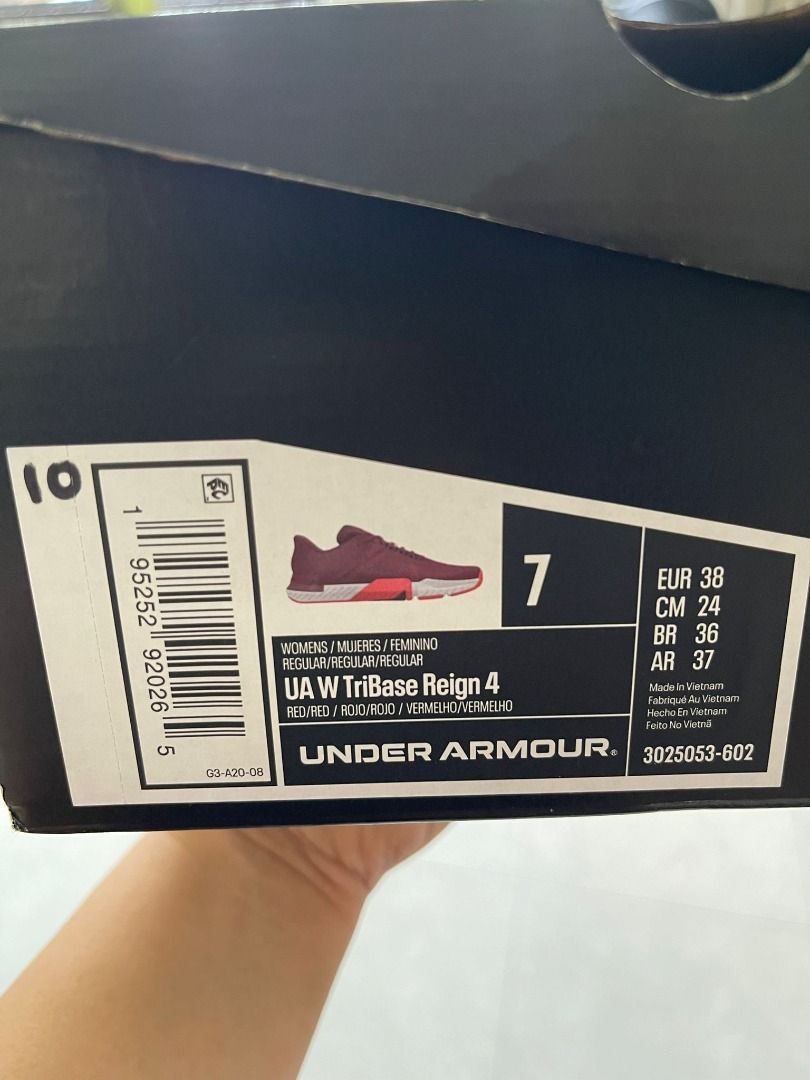 10
1 95252 92026 5
G3-A20-08
7
WOMENS / MUJERES / FEMININO
REGULAR/REGULAR/REGULAR
UA W TriBase Reign 4
RED/RED / ROJO/ROJO / VERMELHO/VERMELHO
UNDER ARMOUR®
EUR 38
CM 24
BR 36
AR 37
Made In Vietnam
Fabriqué Au Vietnam
Hecho En Vietnam
Feito No Vietnã
3025053-602